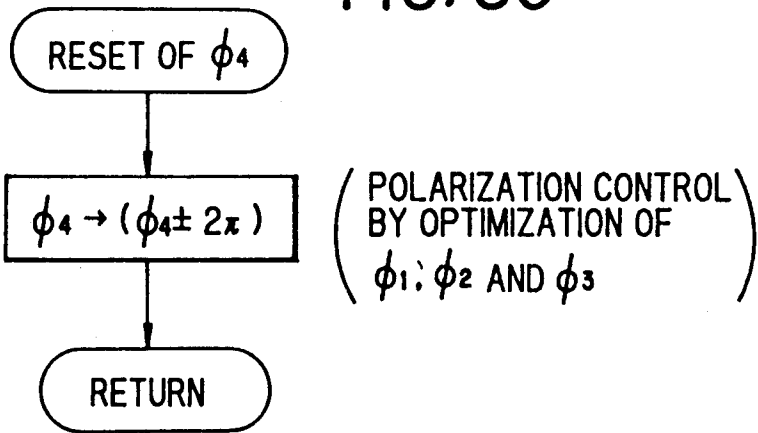 RESET OF ϕ4
ϕ4 → (ϕ4 ± 2π)
POLARIZATION CONTROL
BY OPTIMIZATION OF
ϕ1, ϕ2 AND ϕ3
RETURN